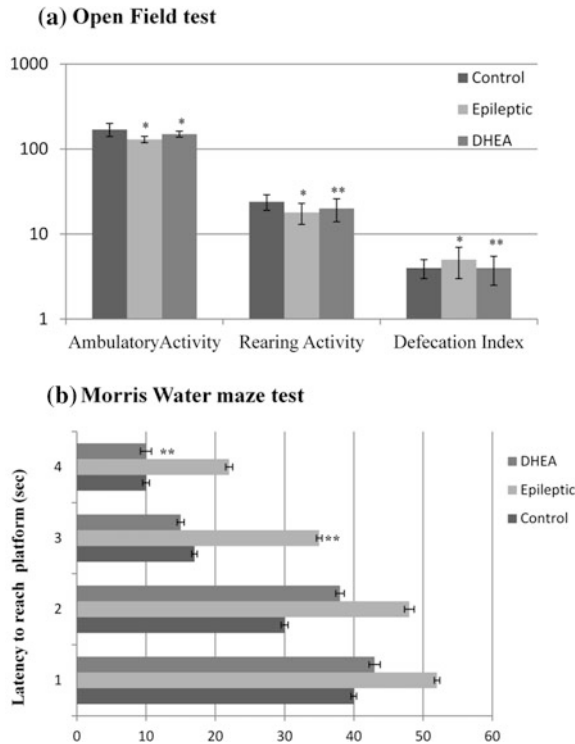 (a) Open Field test
1000
100
10
1
Control
Epileptic
DHEA
* *
* **
* **
AmbulatoryActivity Rearing Activity Defecation Index
(b) Morris Water maze test
Latency to reach platform (sec)
4
3
2
1
**
**
DHEA
Epileptic
Control
0 10 20 30 40 50 60